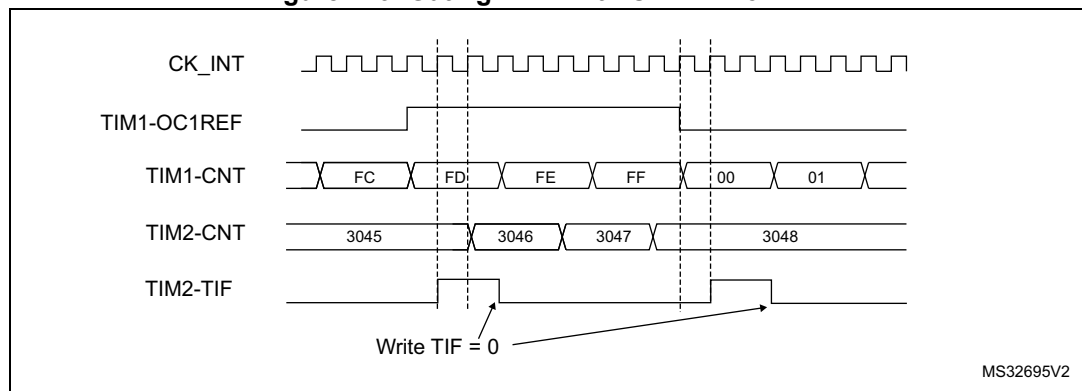 CK_INT
TIM1-OC1REF
TIM1-CNT FC FD FE FF 00 01
TIM2-CNT 3045 3046 3047 3048
TIM2-TIF
Write TIF = 0
MS32695V2